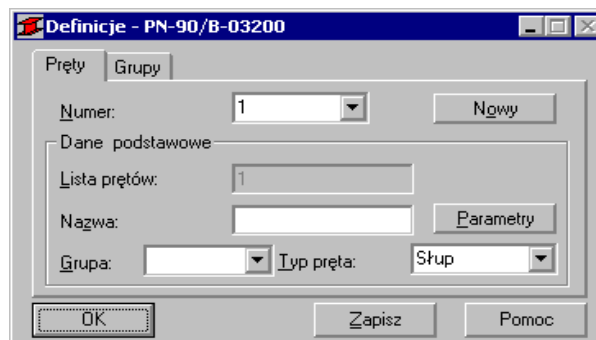 Definicje - PN-90/B-03200
Pręty Grupy
Numer: 1 Nowy
Dane podstawowe
Lista prętów: 1
Nazwa: Parametry
Grupa: Typ pręta: Słup
OK Zapisz Pomoc